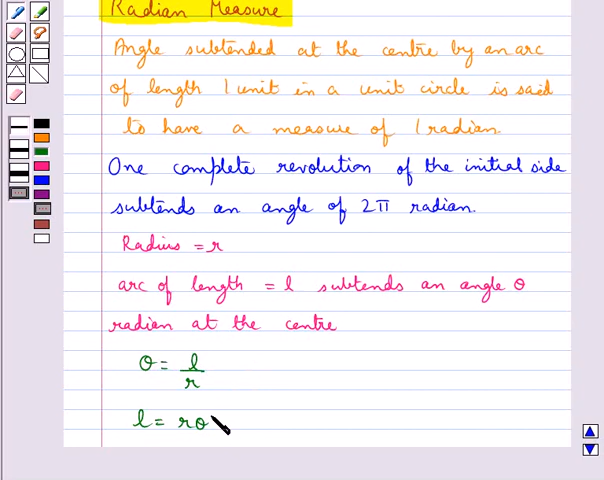 Radian Measure
Angle subtended at the centre by an arc
of length 1 unit in a unit circle is said
to have a measure of 1 radian.
One complete revolution of the initial side
subtends an angle of 2π radian.
Radius = r
arc of length = l subtends an angle θ
radian at the centre
θ = l/r
l = rθ